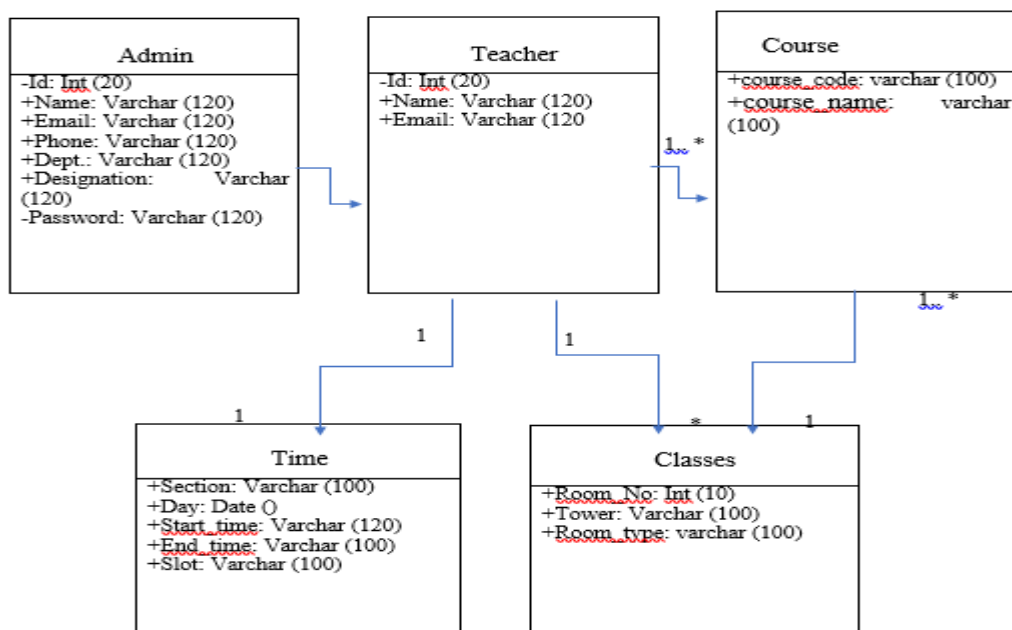 Admin
-Id: Int (20)
+Name: Varchar (120)
+Email: Varchar (120)
+Phone: Varchar (120)
+Dept.: Varchar (120)
+Designation: Varchar
(120)
-Password: Varchar (120)
Teacher
-Id: Int (20)
+Name: Varchar (120)
+Email: Varchar (120
1.. *
Course
+course_code: varchar (100)
+course_name: varchar
(100)
1.. *
1
1
1
*
1
Time
+Section: Varchar (100)
+Day: Date ()
+Start_time: Varchar (120)
+End_time: Varchar (100)
+Slot: Varchar (100)
Classes
+Room_No: Int (10)
+Tower: Varchar (100)
+Room_type: varchar (100)